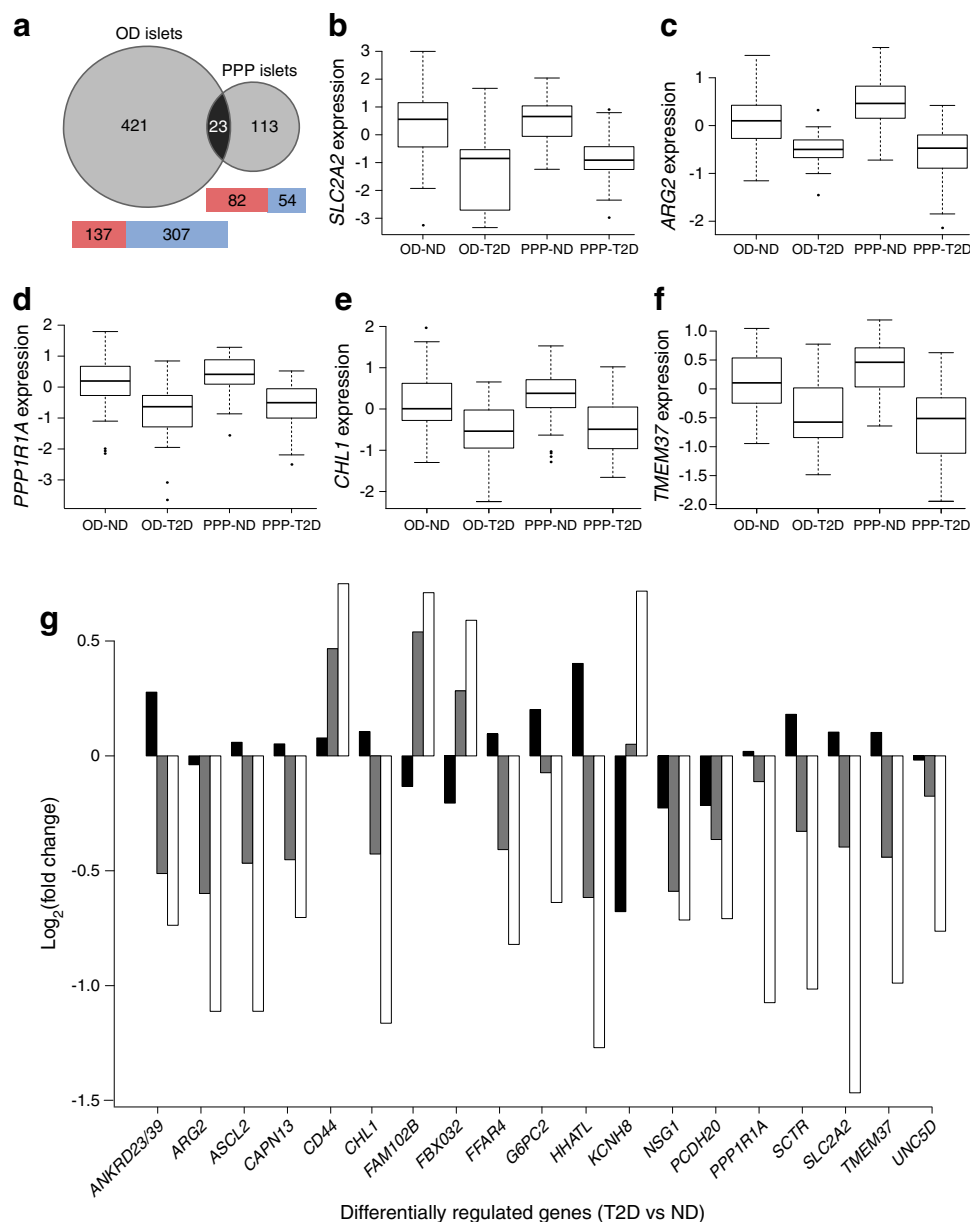 a
OD islets
PPP islets
421
23
113
82
54
137
307
b
SLC2A2 expression
3
2
1
0
-1
-2
-3
OD-ND
OD-T2D
PPP-ND
PPP-T2D
c
ARG2 expression
1
0
-1
-2
OD-ND
OD-T2D
PPP-ND
PPP-T2D
d
PPP1R1A expression
2
1
0
-1
-2
-3
OD-ND
OD-T2D
PPP-ND
PPP-T2D
e
CHL1 expression
2
1
0
-1
-2
OD-ND
OD-T2D
PPP-ND
PPP-T2D
f
TMEM37 expression
1.0
0.5
0
-0.5
-1.0
-1.5
-2.0
OD-ND
OD-T2D
PPP-ND
PPP-T2D
g
Log2(fold change)
0.5
0
-0.5
-1.0
-1.5
ANKRD23/39
ARG2
ASCL2
CAPN13
CD44
CHL1
FAM102B
FBX032
FFAR4
G6PC2
HHATL
KCNH8
NSG1
PCDH20
PPP1R1A
SCTR
SLC2A2
TMEM37
UNC5D
Differentially regulated genes (T2D vs ND)